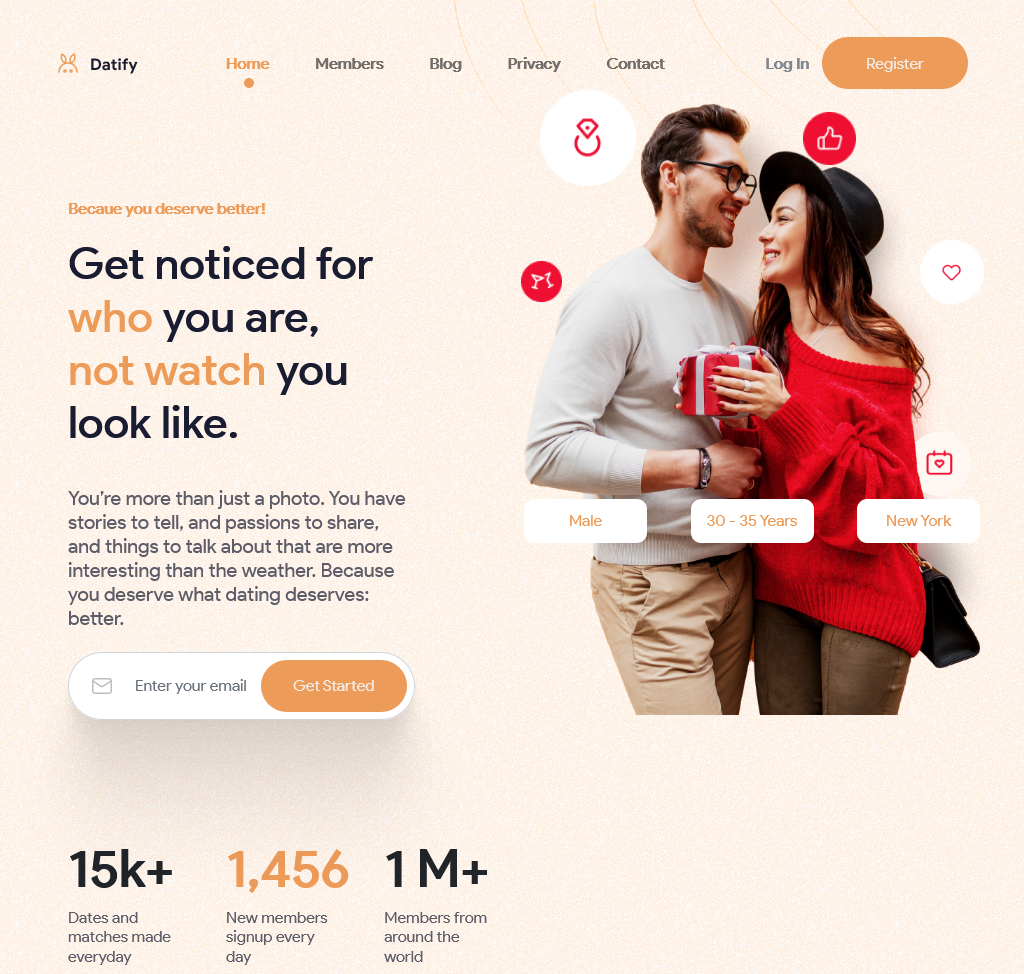 Datify
Home
Members
Blog
Privacy
Contact
Log In
Register
Becaue you deserve better!
Get noticed for
who you are,
not watch you
look like.
You're more than just a photo. You have
stories to tell, and passions to share,
and things to talk about that are more
interesting than the weather. Because
you deserve what dating deserves:
better.
Enter your email
Get Started
Male
30 - 35 Years
New York
15k+
Dates and
matches made
everyday
1,456
New members
signup every
day
1 M+
Members from
around the
world